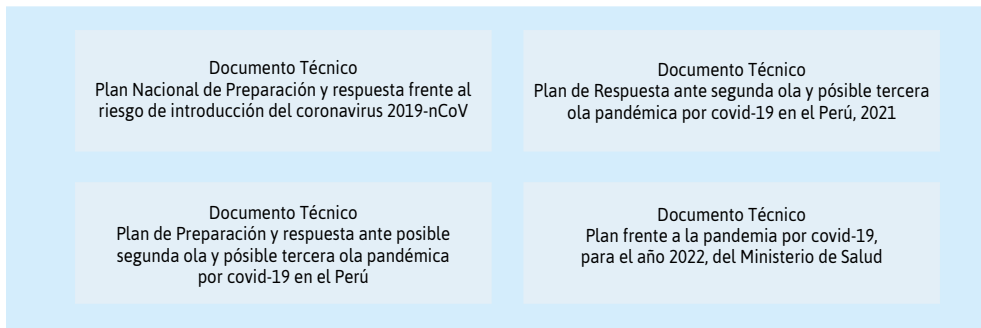 Documento Técnico
Plan Nacional de Preparación y respuesta frente al
riesgo de introducción del coronavirus 2019-nCoV
Documento Técnico
Plan de Respuesta ante segunda ola y pósible tercera
ola pandémica por covid-19 en el Perú, 2021
Documento Técnico
Plan de Preparación y respuesta ante posible
segunda ola y pósible tercera ola pandémica
por covid-19 en el Perú
Documento Técnico
Plan frente a la pandemia por covid-19,
para el año 2022, del Ministerio de Salud